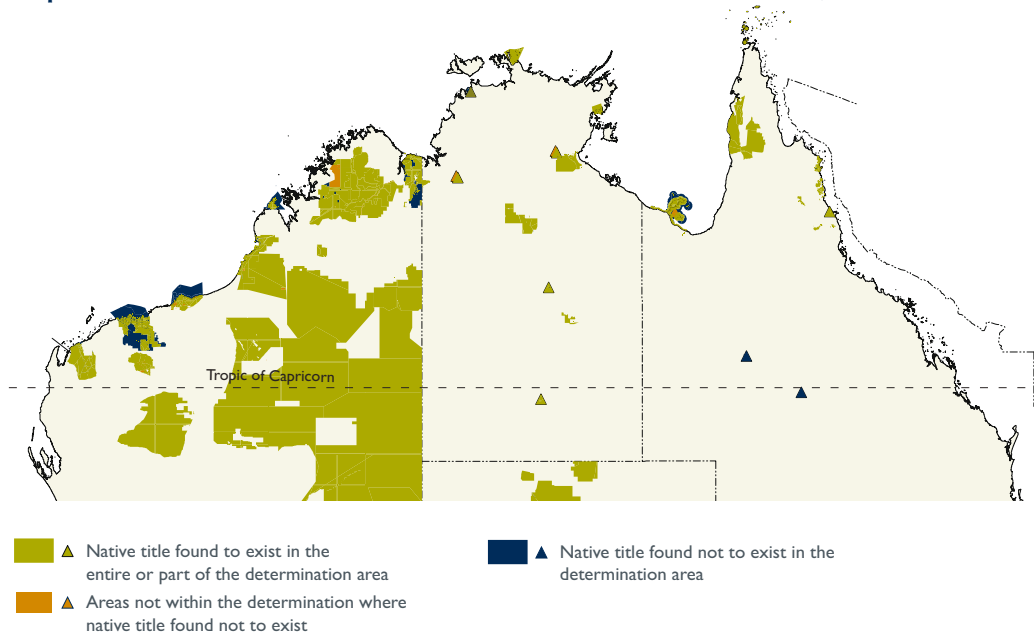 Tropic of Capricorn
Native title found to exist in the
entire or part of the determination area
Areas not within the determination where
native title found not to exist
Native title found not to exist in the
determination area